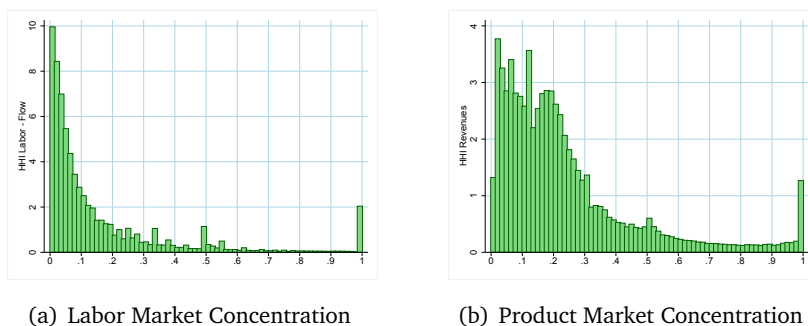 HHI Labor - Flow
10
8
6
4
2
0
0 .1 .2 .3 .4 .5 .6 .7 .8 .9 1
(a) Labor Market Concentration
HHI Revenues
4
3
2
1
0
0 .1 .2 .3 .4 .5 .6 .7 .8 .9 1
(b) Product Market Concentration